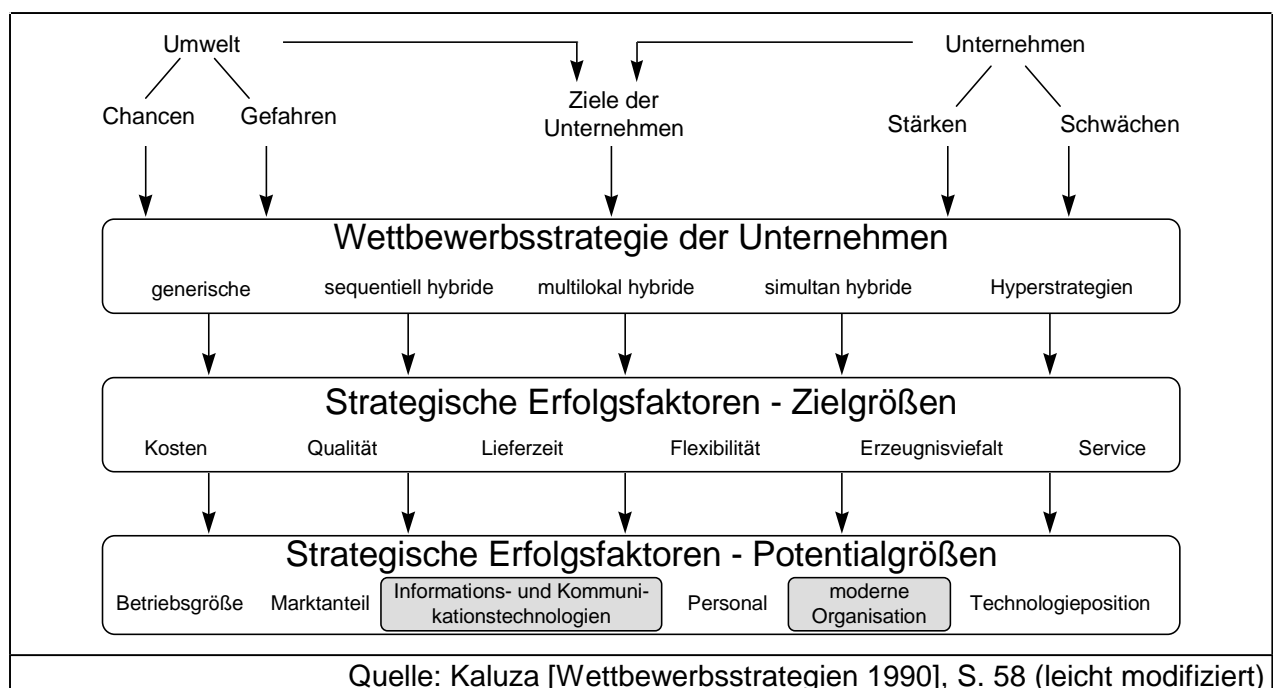 Umwelt
Unternehmen
Chancen
Gefahren
Ziele der
Unternehmen
Stärken
Schwächen
Wettbewerbsstrategie der Unternehmen
generische
sequentiell hybride
multilokal hybride
simultan hybride
Hyperstrategien
Strategische Erfolgsfaktoren - Zielgrößen
Kosten
Qualität
Lieferzeit
Flexibilität
Erzeugnisviefalt
Service
Strategische Erfolgsfaktoren - Potentialgrößen
Betriebsgröße
Marktanteil
Informations- und Kommuni-
kationstechnologien
Personal
moderne
Organisation
Technologieposition
Quelle: Kaluza [Wettbewerbsstrategien 1990], S. 58 (leicht modifiziert)